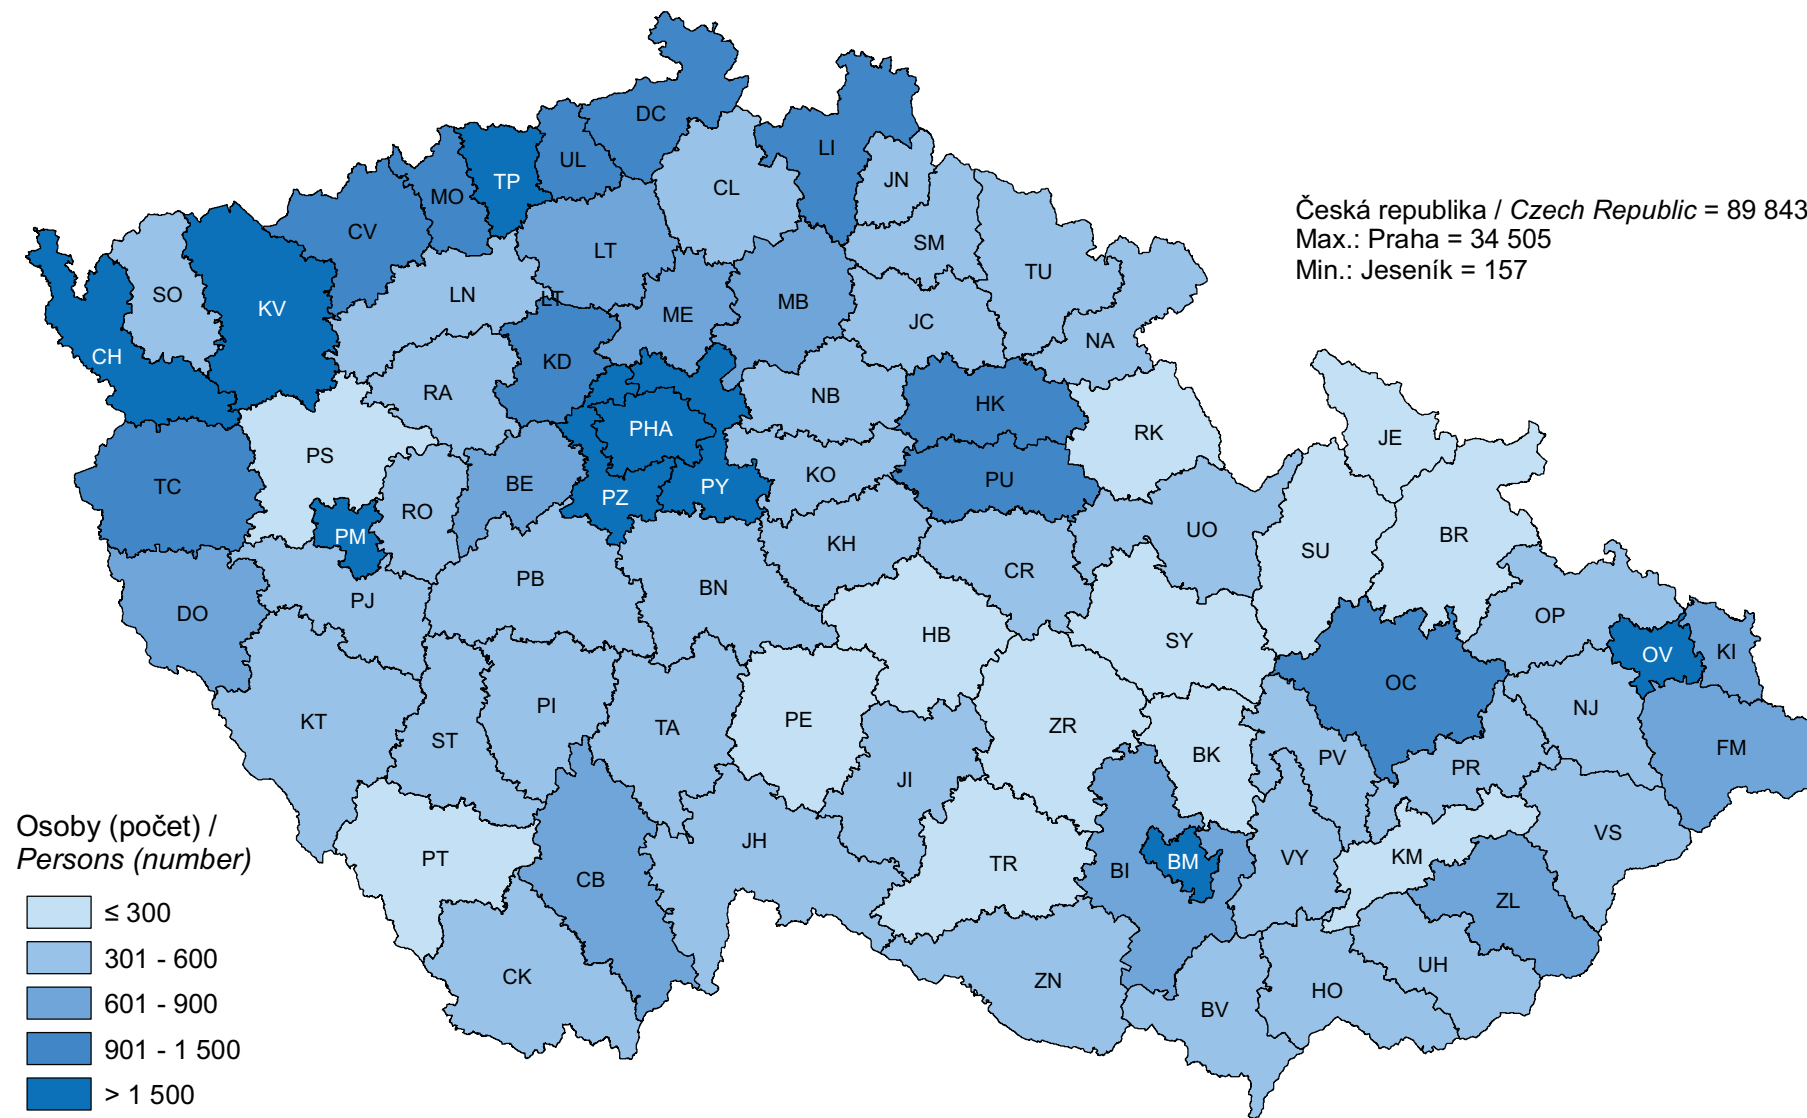 DC
LI
UL
TP
JN
CL
MO
Česká republika / Czech Republic = 89 843
Max.: Praha = 34 505
Min.: Jeseník = 157
CV
SM
LT
TU
SO
LN
LT
MB
KV
ME
JC
NA
CH
KD
RA
NB
HK
PHA
RK
JE
PS
TC
BE
KO
PU
PY
PZ
RO
PM
UO
BR
KH
SU
CR
PB
BN
PJ
DO
OP
HB
SY
KI
OV
OC
PI
NJ
KT
PE
ZR
TA
ST
FM
BK
PV
PR
JI
Osoby (počet) /
Persons (number)
VS
JH
PT
TR
BM
VY
KM
BI
CB
ZL
≤ 300
301 - 600
601 - 900
901 - 1 500
> 1 500
UH
CK
ZN
HO
BV